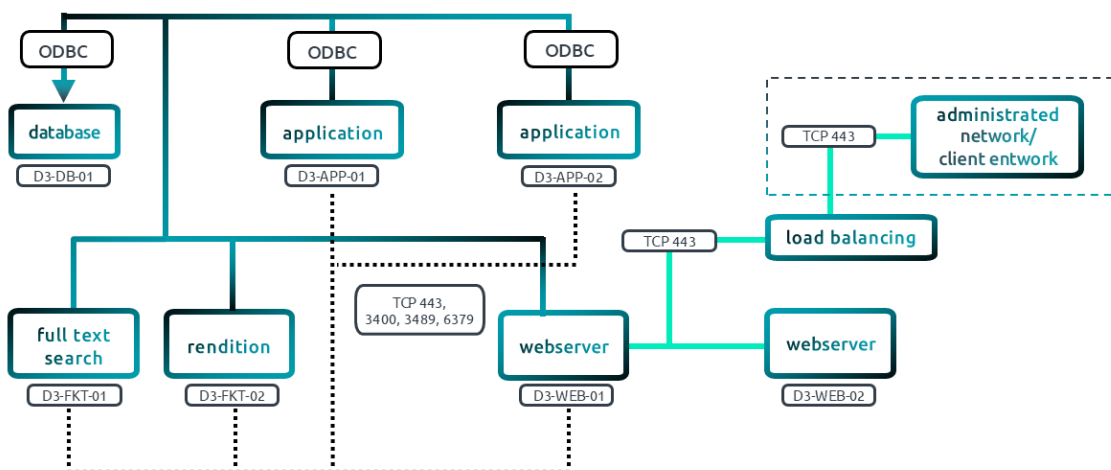 ODBC
ODBC
ODBC
database
application
application
D3-DB-01
D3-APP-01
D3-APP-02
TCP 443
administrated
network/
client entwork
TCP 443
load balancing
TCP 443,
3400, 3489, 6379
full text
search
rendition
webserver
webserver
D3-FKT-01
D3-FKT-02
D3-WEB-01
D3-WEB-02